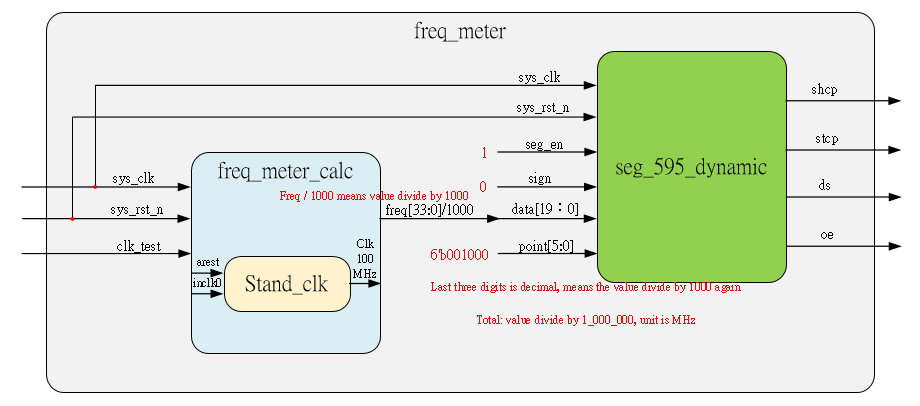 freq_meter
sys_clk
sys_rst_n
seg_en
1
sign
0
seg_595_dynamic
shcp
stcp
ds
oe
freq_meter_calc
sys_clk
Freq / 1000 means value divide by 1000
sys_rst_n
freq[33:0]/1000
data[19：0]
clk_test
Clk
100
MHz
point[5:0]
6'b001000
arest
inclk0
Stand_clk
Last three digits is decimal, means the value divide by 1000 again
Total: value divide by 1_000_000, unit is MHz